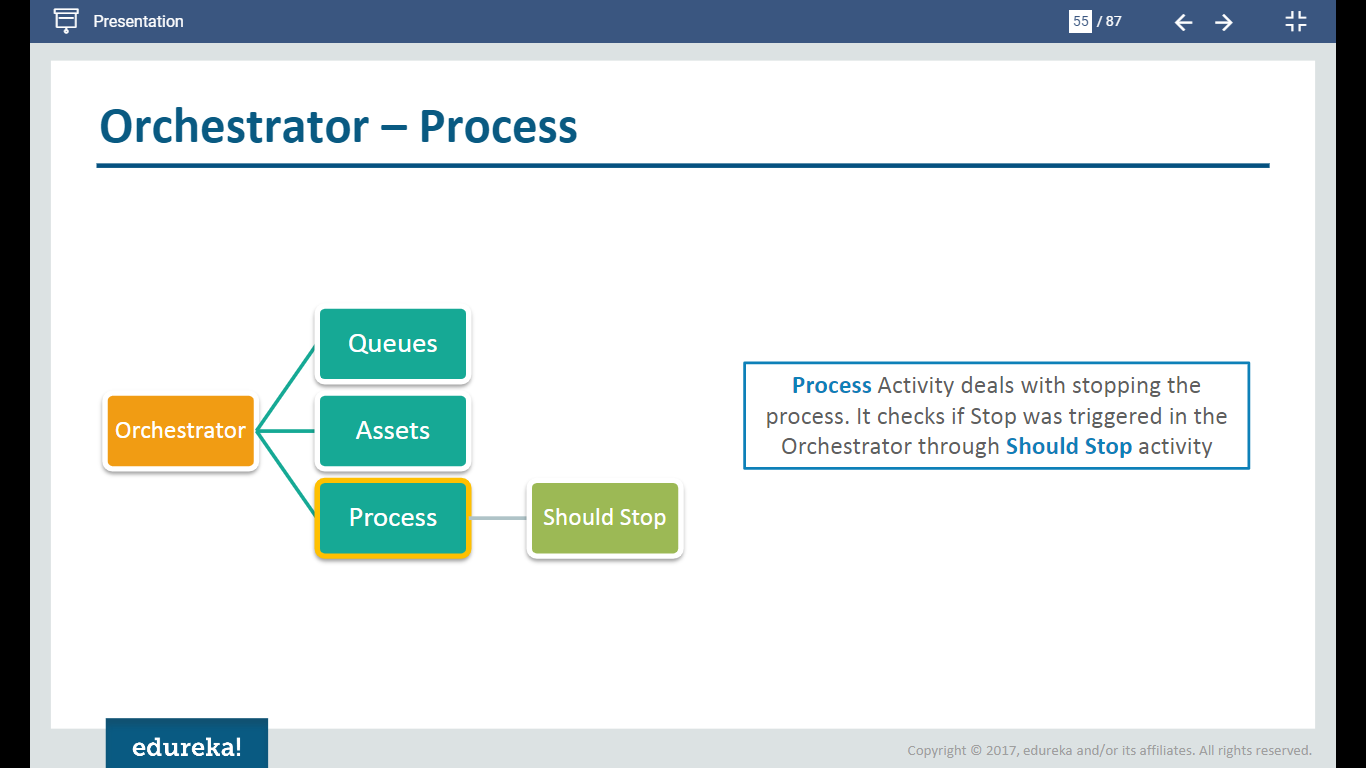 Presentation
55 / 87
Orchestrator – Process
Queues
Orchestrator
Assets
Process
Should Stop
Process Activity deals with stopping the
process. It checks if Stop was triggered in the
Orchestrator through Should Stop activity
edureka!
Copyright © 2017, edureka and/or its affiliates. All rights reserved.